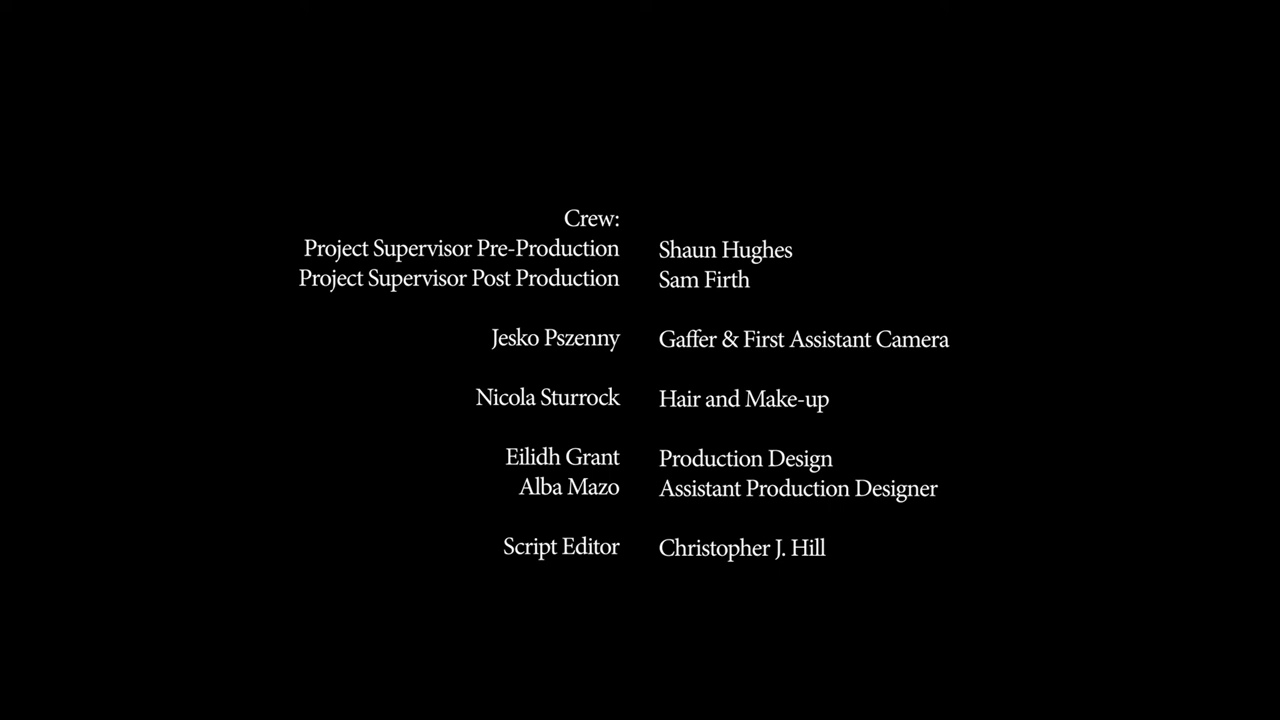 Crew:
Project Supervisor Pre-Production Shaun Hughes
Project Supervisor Post Production Sam Firth
Jesko Pszenny Gaffer & First Assistant Camera
Nicola Sturrock Hair and Make-up
Eilidh Grant Production Design
Alba Mazo Assistant Production Designer
Script Editor Christopher J. Hill